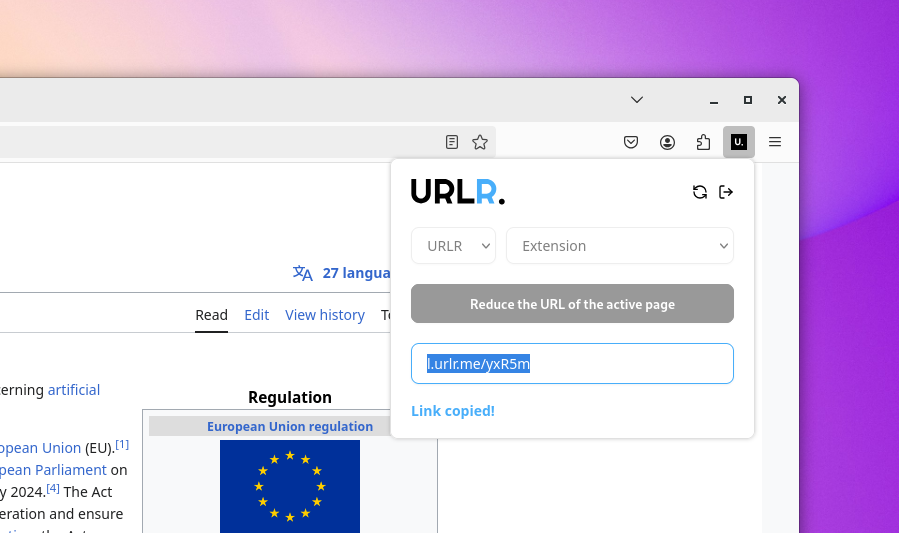 U.
URLR.
URLR
Extension
Reduce the URL of the active page
l.urlr.me/yxR5m
Link copied!
27 langua
Read
Edit
View history
To
cerning artificial
opean Union (EU).[1]
pean Parliament on
y 2024.[4] The Act
eration and ensure
Regulation
European Union regulation